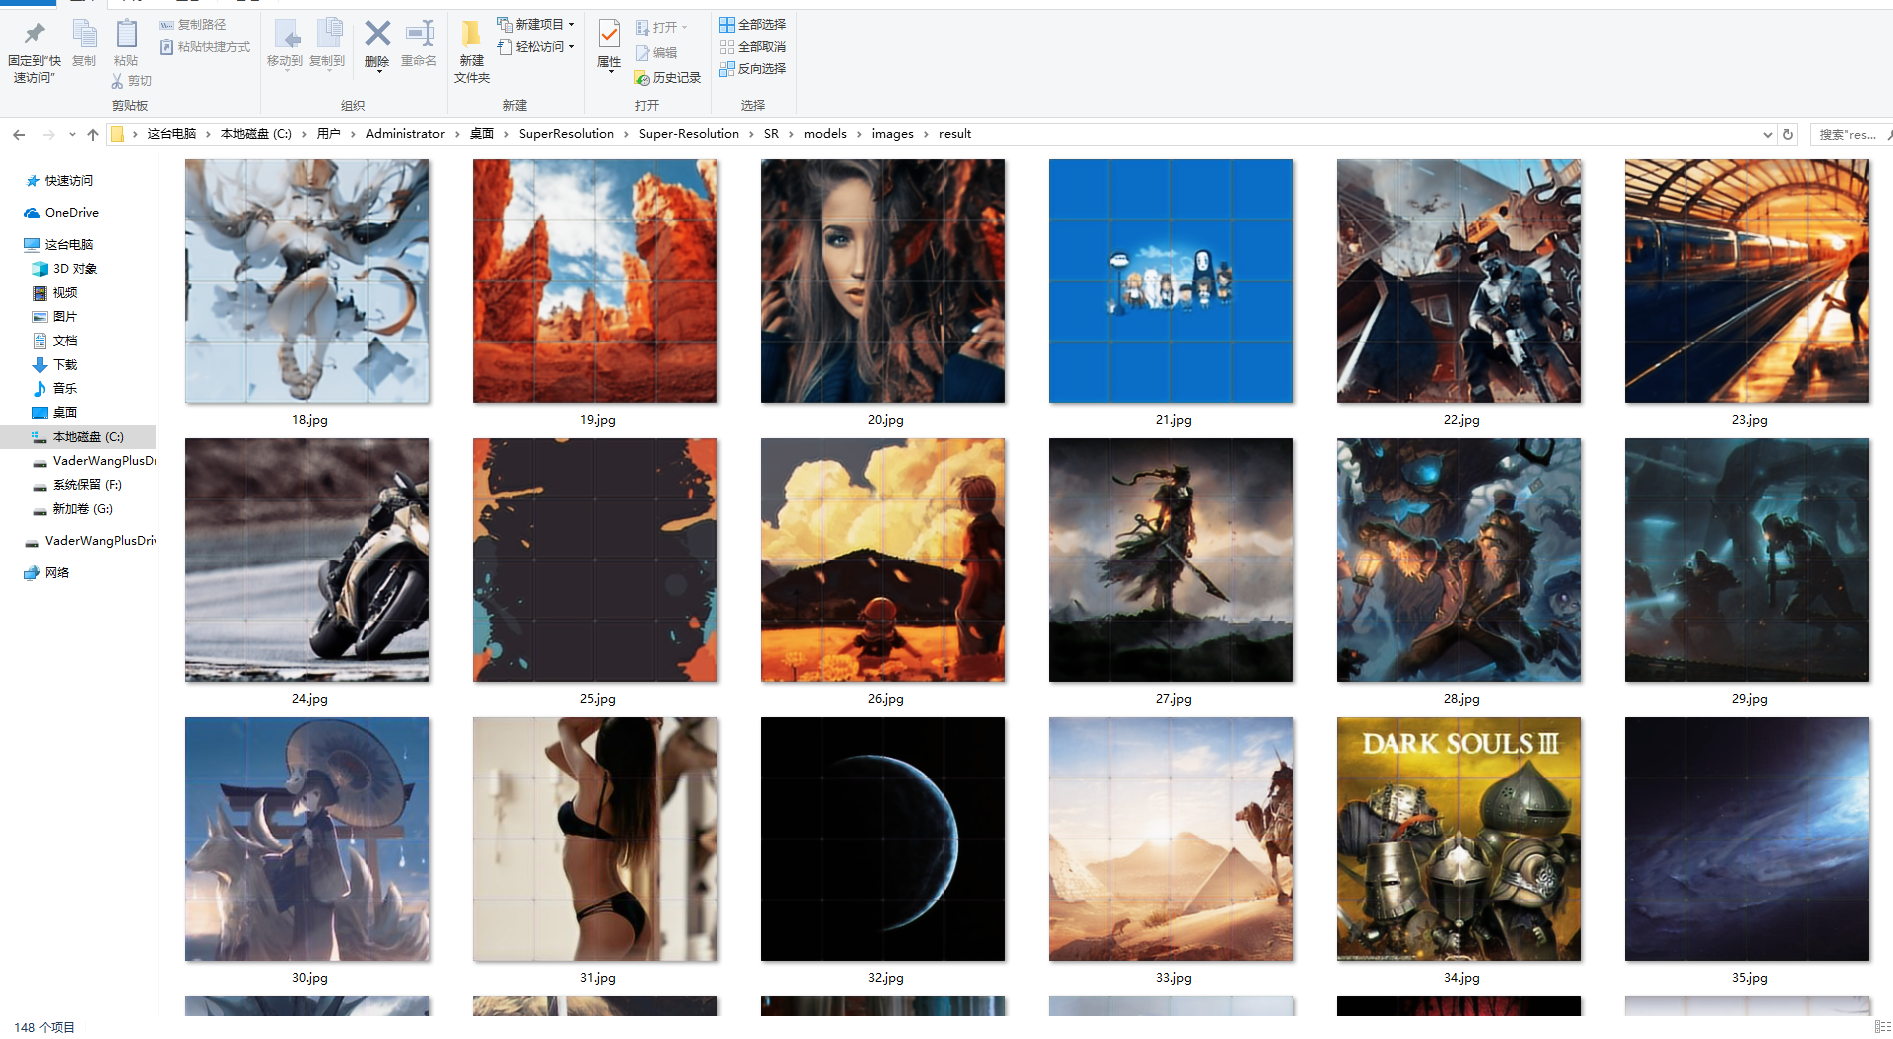 固定到"快
速访问"
复制
粘贴
复制路径
粘贴快捷方式
剪切
剪贴板
移动到
复制到
删除
重命名
组织
新建
文件夹
新建项目
轻松访问
新建
属性
打开
编辑
历史记录
打开
全部选择
全部取消
反向选择
选择
这台电脑 › 本地磁盘 (C:) › 用户 › Administrator › 桌面 › SuperResolution › Super-Resolution › SR › models › images › result
搜索"res...
快速访问
OneDrive
这台电脑
3D 对象
视频
图片
文档
下载
音乐
桌面
本地磁盘 (C:)
VaderWangPlusDr
系统保留 (F:)
新加卷 (G:)
VaderWangPlusDriv
网络
18.jpg 19.jpg 20.jpg 21.jpg 22.jpg 23.jpg
24.jpg 25.jpg 26.jpg 27.jpg 28.jpg 29.jpg
DARK SOULS III
30.jpg 31.jpg 32.jpg 33.jpg 34.jpg 35.jpg
148 个项目